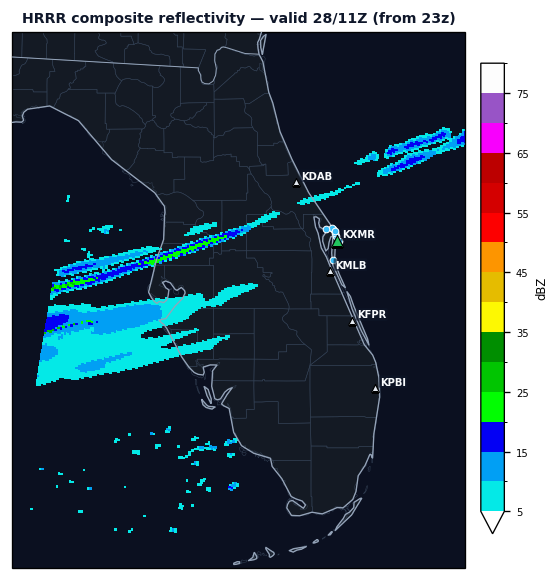 HRRR composite reflectivity — valid 28/11Z (from 23z)
75
65
55
45
35
25
15
5
dBZ
KDAB
KXMR
KMLB
KFPR
KPBI